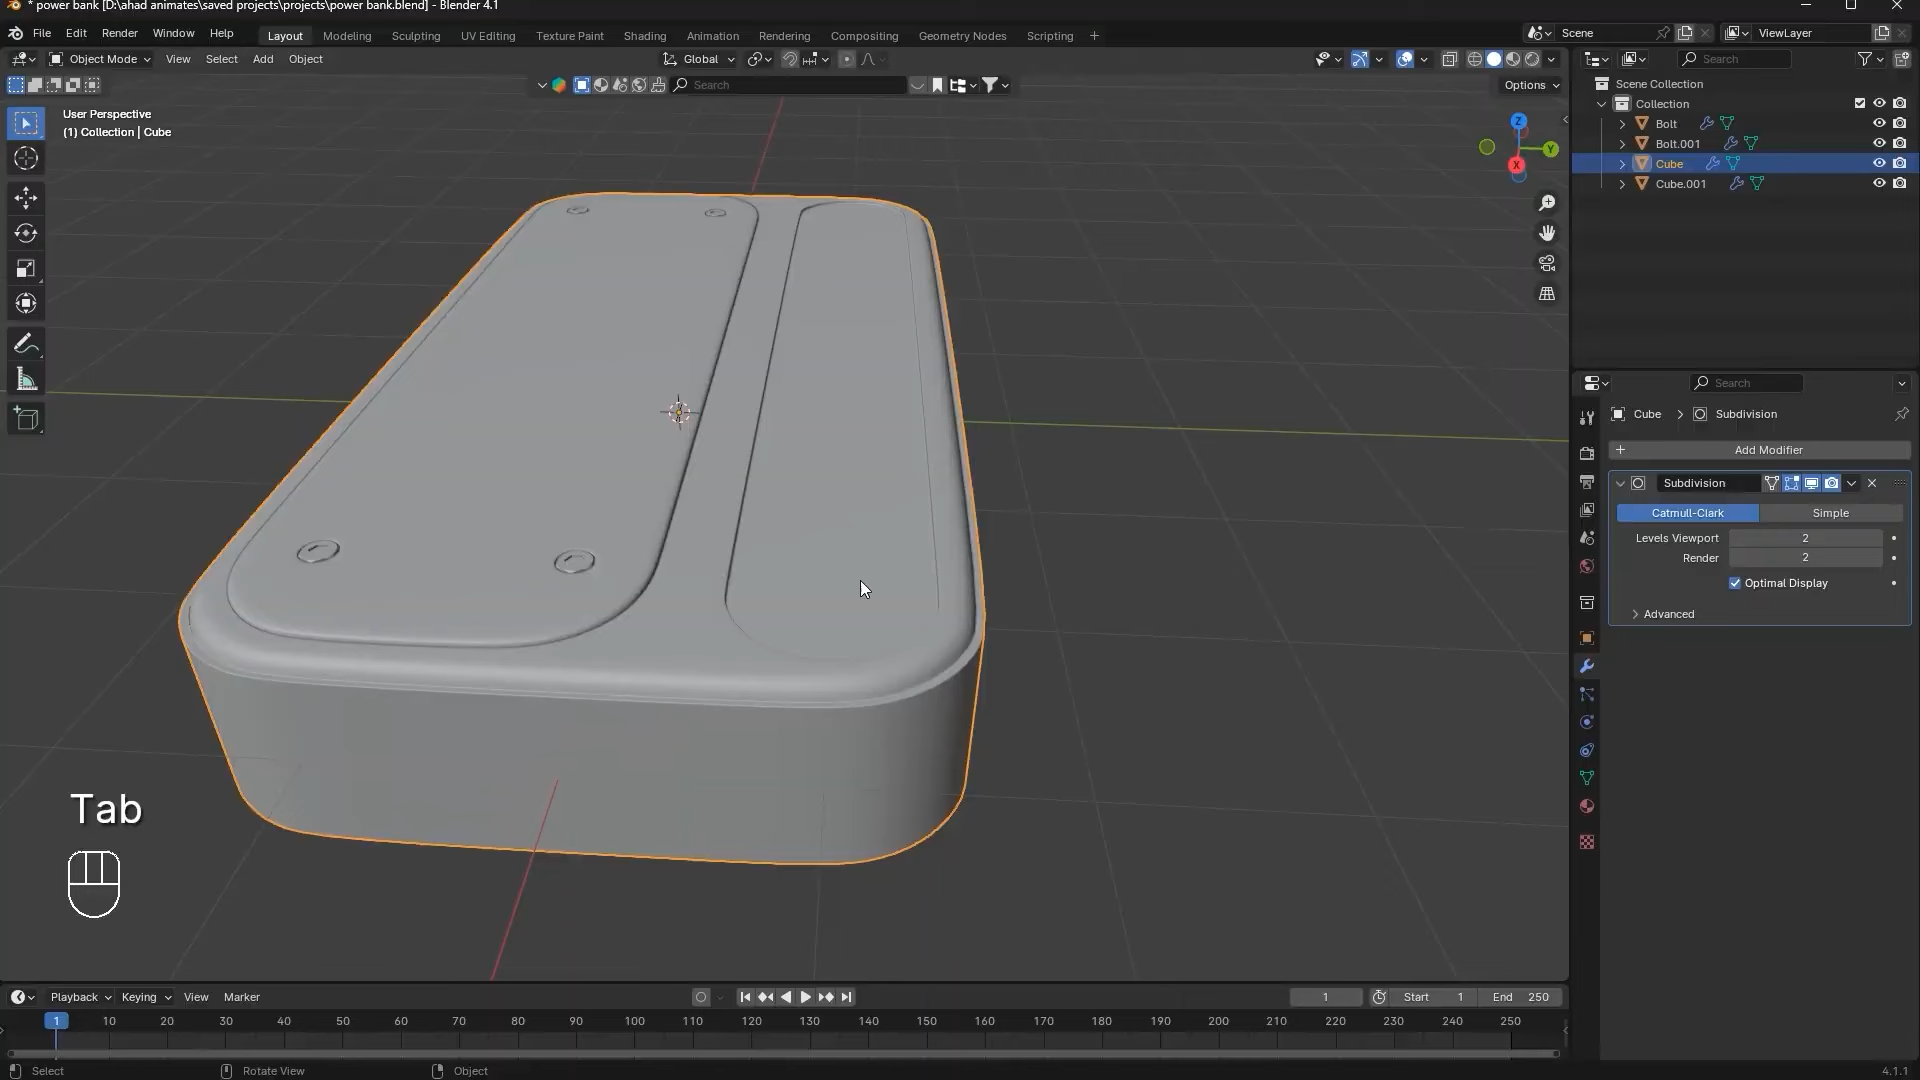 * power bank [D:\ahad animates\saved projects\projects\power bank.blend] - Blender 4.1
File Edit Render Window Help Layout Modeling Sculpting UV Editing Texture Paint Shading Animation Rendering Compositing Geometry Nodes Scripting + Scene ViewLayer
Object Mode View Select Add Object Global Search
Search Options
User Perspective
(1) Collection | Cube
Z
Y
X
Scene Collection
Collection
Bolt
Bolt.001
Cube
Cube.001
Search
Cube > Subdivision
+ Add Modifier
Subdivision
Catmull-Clark Simple
Levels Viewport 2
Render 2
Optimal Display
Advanced
Tab
Playback Keying View Marker 1 Start 1 End 250
1 10 20 30 40 50 60 70 80 90 100 110 120 130 140 150 160 170 180 190 200 210 220 230 240 250
Select Rotate View Object 4.1.1